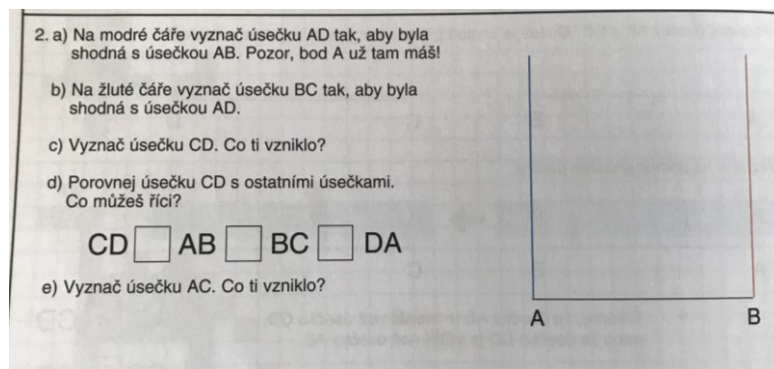 2. a) Na modré čáře vyznač úsečku AD tak, aby byla
shodná s úsečkou AB. Pozor, bod A už tam máš!
b) Na žluté čáře vyznač úsečku BC tak, aby byla
shodná s úsečkou AD.
c) Vyznač úsečku CD. Co ti vzniklo?
d) Porovnej úsečku CD s ostatními úsečkami.
Co můžeš říci?
CD AB BC DA
e) Vyznač úsečku AC. Co ti vzniklo?
A B